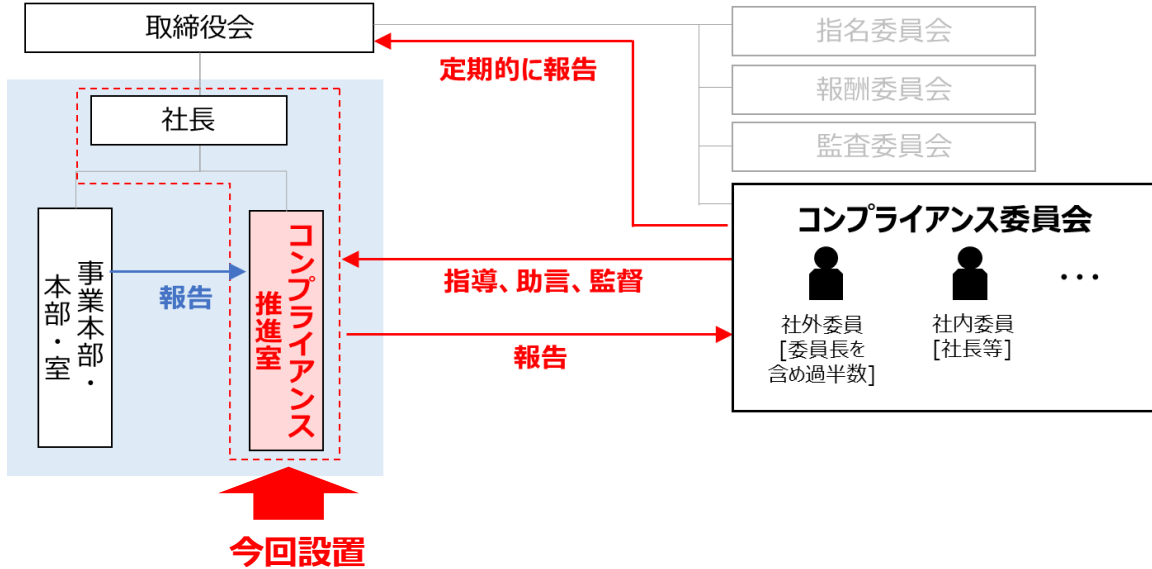 取締役会
指名委員会
定期的に報告
報酬委員会
社長
監査委員会
コンプライアンス委員会
事業本部・
本部・室
報告
コンプライアンス
推進室
指導、助言、監督
報告
社外委員
[委員長を
含め過半数]
社内委員
[社長等]
・・・
今回設置